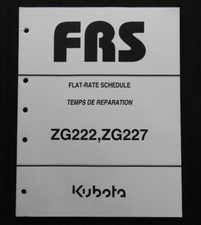 FRS
FLAT-RATE SCHEDULE
TEMPS DE REPARATION
ZG222,ZG227
Kubota